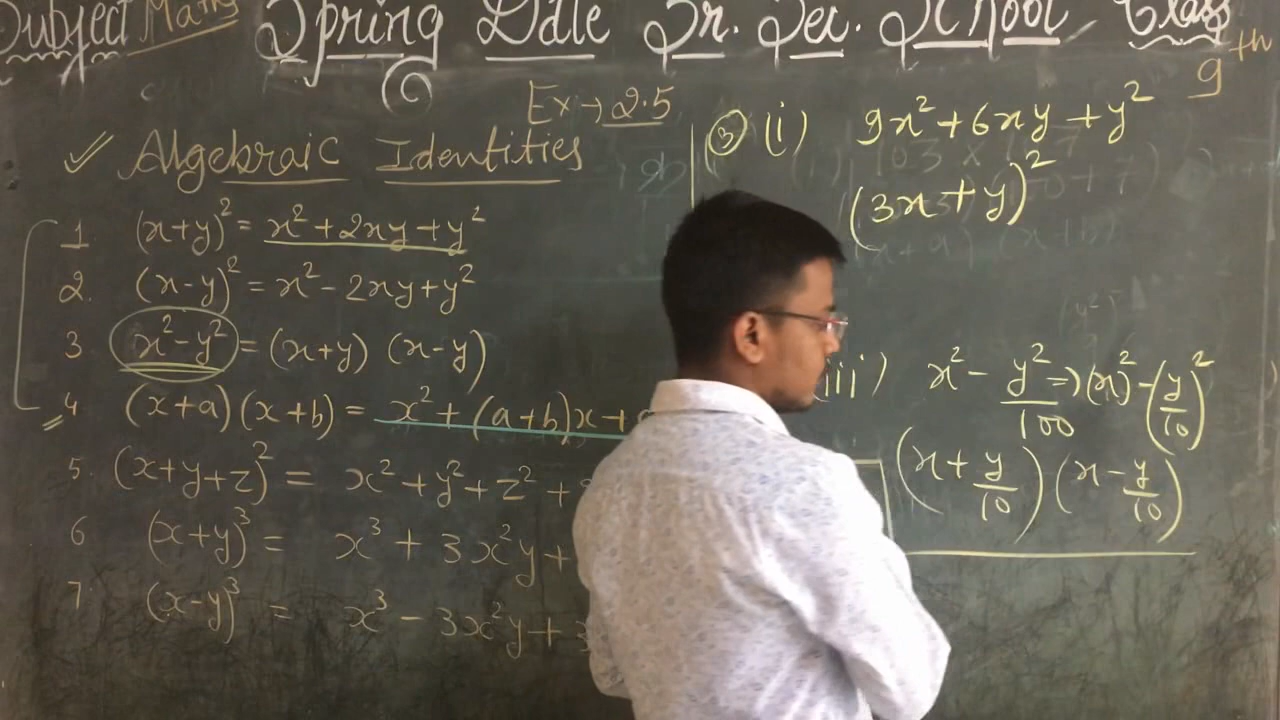 Subject Maths Spring Dale Sr. Sec. School Class 9th
Ex → 2.5
✓ Algebraic Identities
1 (x+y)² = x² + 2xy + y²
2. (x-y)² = x² - 2xy + y²
3 x² - y² = (x+y) (x-y)
4 (x+a) (x+b) = x² + (a+b)x +
5. (x+y+z)² = x² + y² + z² +
6 (x+y)³ = x³ + 3x²y +
7. (x-y)³ = x³ - 3x²y + 3
③ (i) 9x² + 6xy + y²
(3x + y)²
iii) x² - y²/100 ⇒ (x)² - (y/10)²
(x + y/10) (x - y/10)